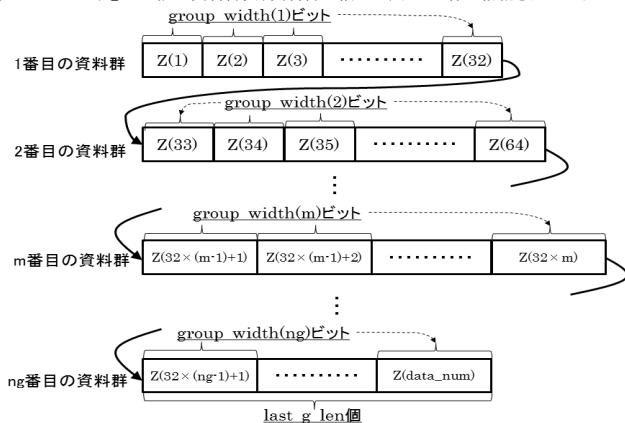 group_width(1)ビット
1番目の資料群 Z(1) Z(2) Z(3) ･･････････ Z(32)
group_width(2)ビット
2番目の資料群 Z(33) Z(34) Z(35) ･･････････ Z(64)
group_width(m)ビット
m番目の資料群 Z(32×(m-1)+1) Z(32×(m-1)+2) ･･････････ Z(32×m)
group_width(ng)ビット
ng番目の資料群 Z(32×(ng-1)+1) ･･････････ Z(data_num)
last_g_len個